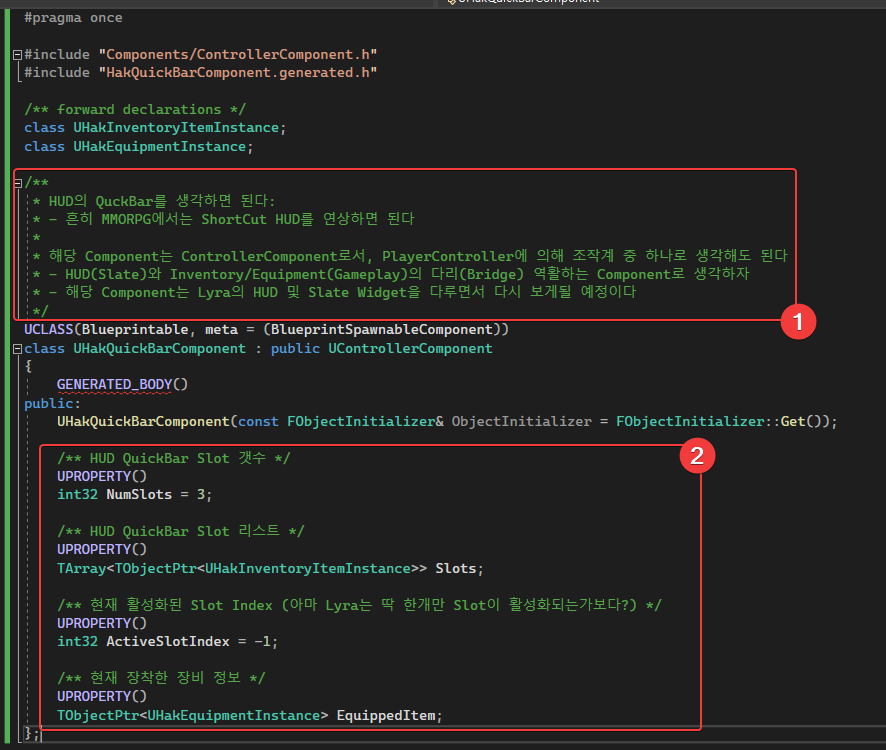 UHakQuickBarComponent
#pragma once
#include "Components/ControllerComponent.h"
#include "HakQuickBarComponent.generated.h"
/** forward declarations */
class UHakInventoryItemInstance;
class UHakEquipmentInstance;
/**
* HUD의 QuckBar를 생각하면 된다:
* - 흔히 MMORPG에서는 ShortCut HUD를 연상하면 된다
*
* 해당 Component는 ControllerComponent로서, PlayerController에 의해 조작계 중 하나로 생각해도 된다
* - HUD(Slate)와 Inventory/Equipment(Gameplay)의 다리(Bridge) 역활하는 Component로 생각하자
* - 해당 Component는 Lyra의 HUD 및 Slate Widget을 다루면서 다시 보게될 예정이다
*/
1
UCLASS(Blueprintable, meta = (BlueprintSpawnableComponent))
class UHakQuickBarComponent : public UControllerComponent
{
GENERATED_BODY()
public:
UHakQuickBarComponent(const FObjectInitializer& ObjectInitializer = FObjectInitializer::Get());
2
/** HUD QuickBar Slot 갯수 */
UPROPERTY()
int32 NumSlots = 3;
/** HUD QuickBar Slot 리스트 */
UPROPERTY()
TArray<TObjectPtr<UHakInventoryItemInstance>> Slots;
/** 현재 활성화된 Slot Index (아마 Lyra는 딱 한개만 Slot이 활성화되는가보다?) */
UPROPERTY()
int32 ActiveSlotIndex = -1;
/** 현재 장착한 장비 정보 */
UPROPERTY()
TObjectPtr<UHakEquipmentInstance> EquippedItem;
};